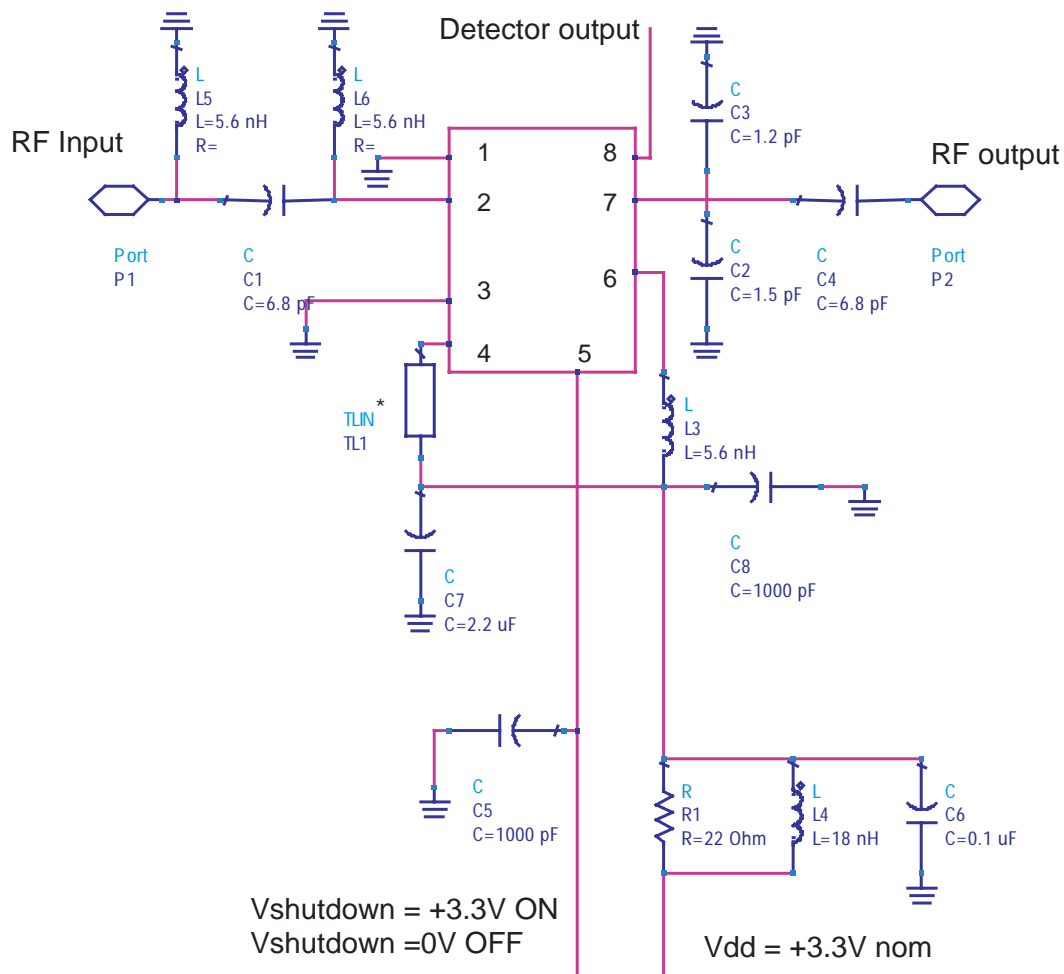 Detector output
L
L5
L=5.6 nH
R=
L
L6
L=5.6 nH
R=
C
C3
C=1.2 pF
RF Input
RF output
1
2
3
4
5
6
7
8
Port
P1
C
C1
C=6.8 pF
C
C2
C=1.5 pF
C
C4
C=6.8 pF
Port
P2
TLIN*
TL1
L
L3
L=5.6 nH
C
C7
C=2.2 uF
C
C8
C=1000 pF
C
C5
C=1000 pF
R
R1
R=22 Ohm
L
L4
L=18 nH
C
C6
C=0.1 uF
Vshutdown = +3.3V ON
Vshutdown =0V OFF
Vdd = +3.3V nom